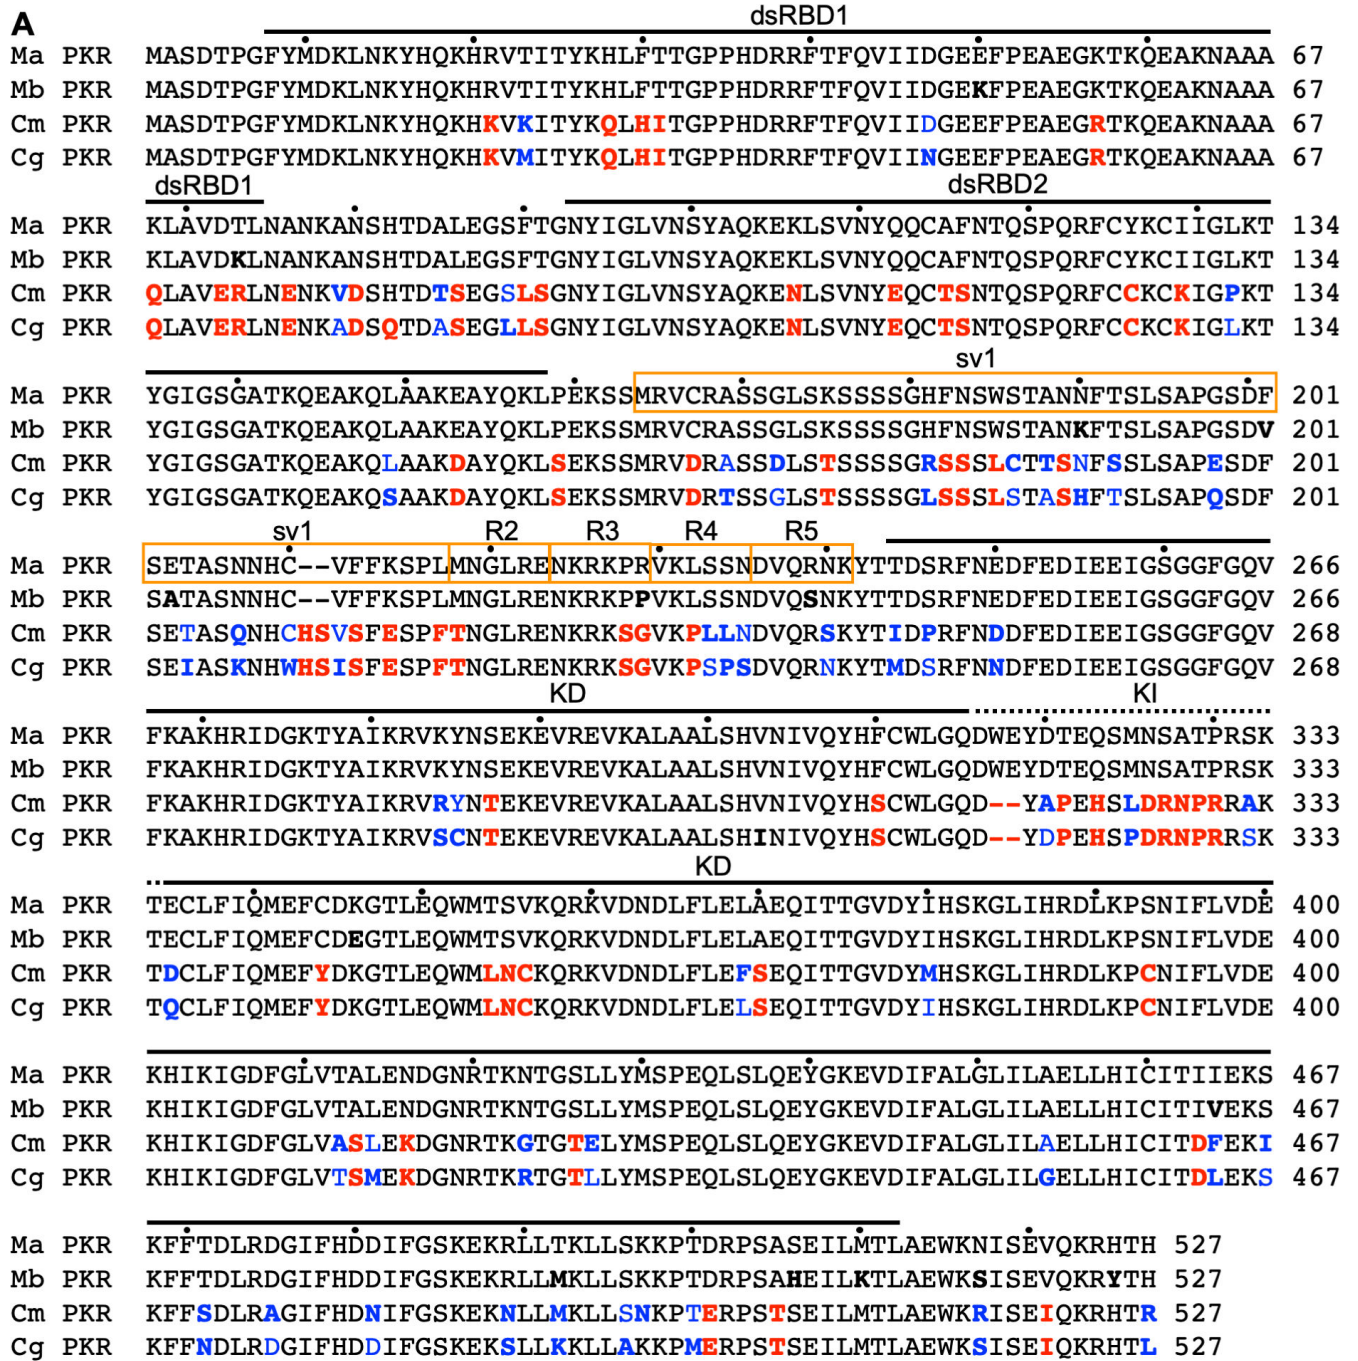 A
dsRBD1
Ma PKR MASDTPGFYMDKLNKYHQKHRVTITYKHLFTTGPPHDRRFTFQVIIDGEEFPEAEGKTKQEAKNAAA 67
Mb PKR MASDTPGFYMDKLNKYHQKHRVTITYKHLFTTGPPHDRRFTFQVIIDGEKFPEAEGKTKQEAKNAAA 67
Cm PKR MASDTPGFYMDKLNKYHQKHKVKITYKQLHITGPPHDRRFTFQVIIDGEEFPEAEGRTKQEAKNAAA 67
Cg PKR MASDTPGFYMDKLNKYHQKHKVMITYKQLHITGPPHDRRFTFQVIINGEEFPEAEGRTKQEAKNAAA 67
dsRBD1 dsRBD2
Ma PKR KLAVDTLNANKANSHTDALEGSFTGNYIGLVNSYAQKEKLSVNYQQCAFNTQSPQRFCYKCIIGLKT 134
Mb PKR KLAVDKLNANKANSHTDALEGSFTGNYIGLVNSYAQKEKLSVNYQQCAFNTQSPQRFCYKCIIGLKT 134
Cm PKR QLAVERLNENKVDSHTDTSEGSLSGNYIGLVNSYAQKENLSVNYEQCTSNTQSPQRFCCKCKIGPKT 134
Cg PKR QLAVERLNENKADSQTDASEGLLSGNYIGLVNSYAQKENLSVNYEQCTSNTQSPQRFCCKCKIGLKT 134
sv1
Ma PKR YGIGSGATKQEAKQLAAKEAYQKLPEKSSMRVCRASSGLSKSSSSGHFNSWSTANNFTSLSAPGSDF 201
Mb PKR YGIGSGATKQEAKQLAAKEAYQKLPEKSSMRVCRASSGLSKSSSSGHFNSWSTANKFTSLSAPGSDV 201
Cm PKR YGIGSGATKQEAKQLAAKDAYQKLSEKSSMRVDRASSDLSTSSSSGRSSSLCTTSNFSSLSAPESDF 201
Cg PKR YGIGSGATKQEAKQSAAKDAYQKLSEKSSMRVDRTSSGLSTSSSSGLSSSLSTASHFTSLSAPQSDF 201
sv1 R2 R3 R4 R5
Ma PKR SETASNNHC--VFFKSPLMNGLRENKRKPRVKLSSNDVQRNKYTTDSRFNEDFEDIEEIGSGGFGQV 266
Mb PKR SATASNNHC--VFFKSPLMNGLRENKRKPPVKLSSNDVQSNKYTTDSRFNEDFEDIEEIGSGGFGQV 266
Cm PKR SETASQNHCHSVSFESPFTNGLRENKRKSGVKPLLNDVQRSKYTIDPRFNDDFEDIEEIGSGGFGQV 268
Cg PKR SEIASKNHWHSISFESPFTNGLRENKRKSGVKPSPSDVQRNKYTMDSRFNNDFEDIEEIGSGGFGQV 268
KD KI
Ma PKR FKAKHRIDGKTYAIKRVKYNSEKEVREVKALAALSHVNIVQYHFCWLGQDWEYDTEQSMNSATPRSK 333
Mb PKR FKAKHRIDGKTYAIKRVKYNSEKEVREVKALAALSHVNIVQYHFCWLGQDWEYDTEQSMNSATPRSK 333
Cm PKR FKAKHRIDGKTYAIKRVRYNTEKEVREVKALAALSHVNIVQYHSCWLGQD--YAPEHSLDRNPRRAK 333
Cg PKR FKAKHRIDGKTYAIKRVSCNTEKEVREVKALAALSHINIVQYHSCWLGQD--YDPEHSPDRNPRRSK 333
KD
Ma PKR TECLFIQMEFCDKGTLEQWMTSVKQRKVDNDLFLELAEQITTGVDYIHSKGLIHRDLKPSNIFLVDE 400
Mb PKR TECLFIQMEFCDEGTLEQWMTSVKQRKVDNDLFLELAEQITTGVDYIHSKGLIHRDLKPSNIFLVDE 400
Cm PKR TDCLFIQMEFYDKGTLEQWMLNCKQRKVDNDLFLEFSEQITTGVDYMHSKGLIHRDLKPCNIFLVDE 400
Cg PKR TQCLFIQMEFYDKGTLEQWMLNCKQRKVDNDLFLELSEQITTGVDYIHSKGLIHRDLKPCNIFLVDE 400
Ma PKR KHIKIGDFGLVTALENDGNRTKNTGSLLYMSPEQLSLQEYGKEVDIFALGLILAELLHICITIIEKS 467
Mb PKR KHIKIGDFGLVTALENDGNRTKNTGSLLYMSPEQLSLQEYGKEVDIFALGLILAELLHICITIVEKS 467
Cm PKR KHIKIGDFGLVASLEKDGNRTKGTGTELYMSPEQLSLQEYGKEVDIFALGLILAELLHICITDFEKI 467
Cg PKR KHIKIGDFGLVTSMEKDGNRTKRTGTLLYMSPEQLSLQEYGKEVDIFALGLILGELLHICITDLEKS 467
Ma PKR KFFTDLRDGIFHDDIFGSKEKRLLTKLLSKKPTDRPSASEILMTLAEWKNISEVQKRHTH 527
Mb PKR KFFTDLRDGIFHDDIFGSKEKRLLMKLLSKKPTDRPSAHEILKTLAEWKSISEVQKRYTH 527
Cm PKR KFFSDLRAGIFHDNIFGSKEKNLLMKLLSNKPTERPSTSEILMTLAEWKRISEIQKRHTR 527
Cg PKR KFFNDLRDGIFHDDIFGSKEKSLLKKLLAKKPMERPSTSEILMTLAEWKSISEIQKRHTL 527